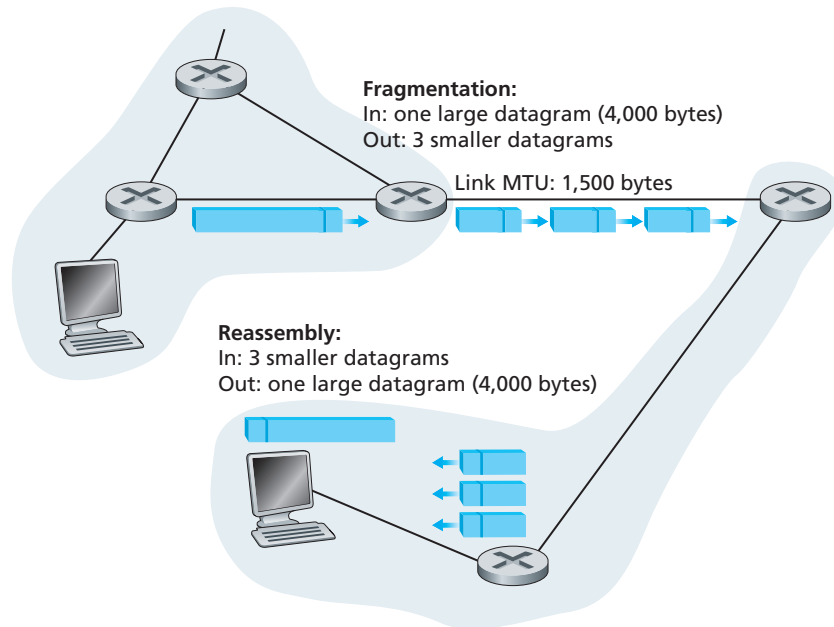 Fragmentation:
In: one large datagram (4,000 bytes)
Out: 3 smaller datagrams
Link MTU: 1,500 bytes
Reassembly:
In: 3 smaller datagrams
Out: one large datagram (4,000 bytes)